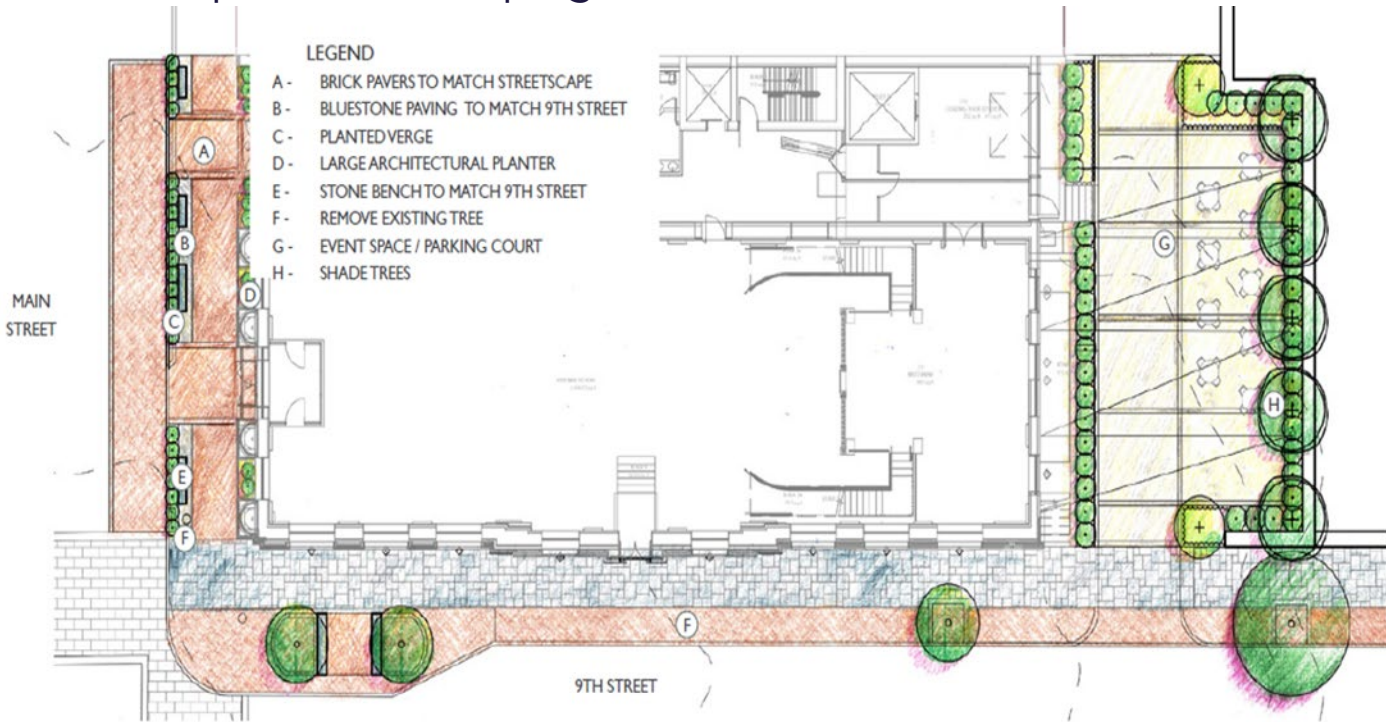 LEGEND
A - BRICK PAVERS TO MATCH STREETSCAPE
B - BLUESTONE PAVING TO MATCH 9TH STREET
C - PLANTED VERGE
D - LARGE ARCHITECTURAL PLANTER
E - STONE BENCH TO MATCH 9TH STREET
F - REMOVE EXISTING TREE
G - EVENT SPACE / PARKING COURT
H - SHADE TREES
A
B
G
D
MAIN
STREET
C
H
E
F
F
9TH STREET